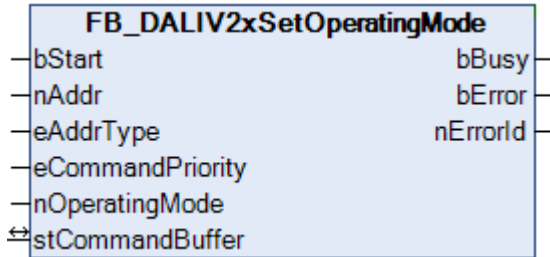 FB_DALIV2xSetOperatingMode
bStart bBusy
nAddr bError
eAddrType nErrorId
eCommandPriority
nOperatingMode
stCommandBuffer